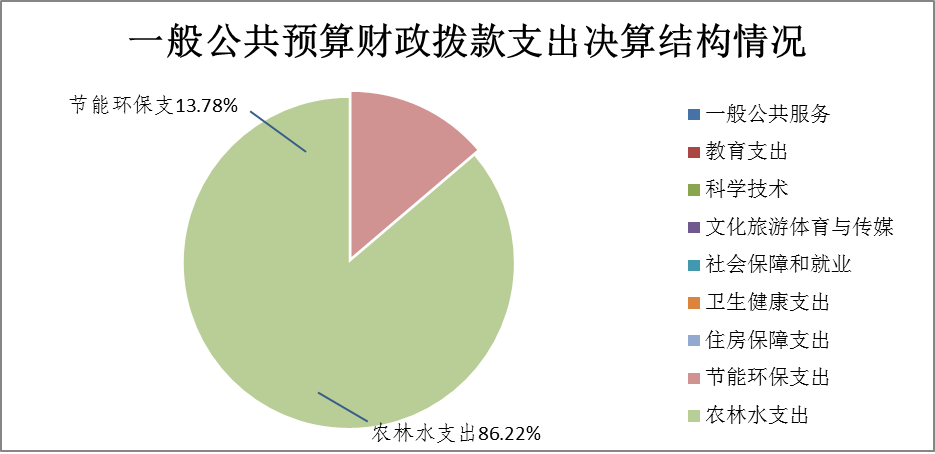 一般公共预算财政拨款支出决算结构情况
节能环保支13.78%
农林水支出86.22%
一般公共服务
教育支出
科学技术
文化旅游体育与传媒
社会保障和就业
卫生健康支出
住房保障支出
节能环保支出
农林水支出